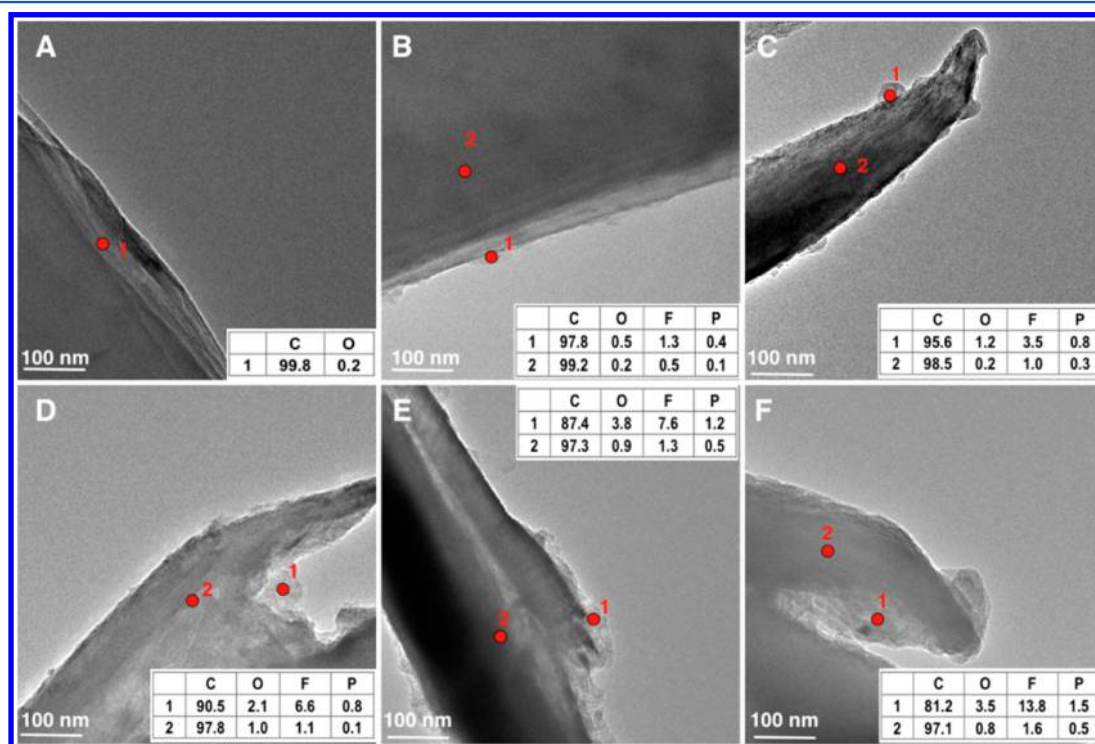 A
1
C O
1 99.8 0.2
100 nm
B
2
1
C O F P
1 97.8 0.5 1.3 0.4
2 99.2 0.2 0.5 0.1
100 nm
C
1
2
C O F P
1 95.6 1.2 3.5 0.8
2 98.5 0.2 1.0 0.3
100 nm
D
1
2
C O F P
1 90.5 2.1 6.6 0.8
2 97.8 1.0 1.1 0.1
100 nm
E
C O F P
1 87.4 3.8 7.6 1.2
2 97.3 0.9 1.3 0.5
1
2
100 nm
F
2
1
C O F P
1 81.2 3.5 13.8 1.5
2 97.1 0.8 1.6 0.5
100 nm